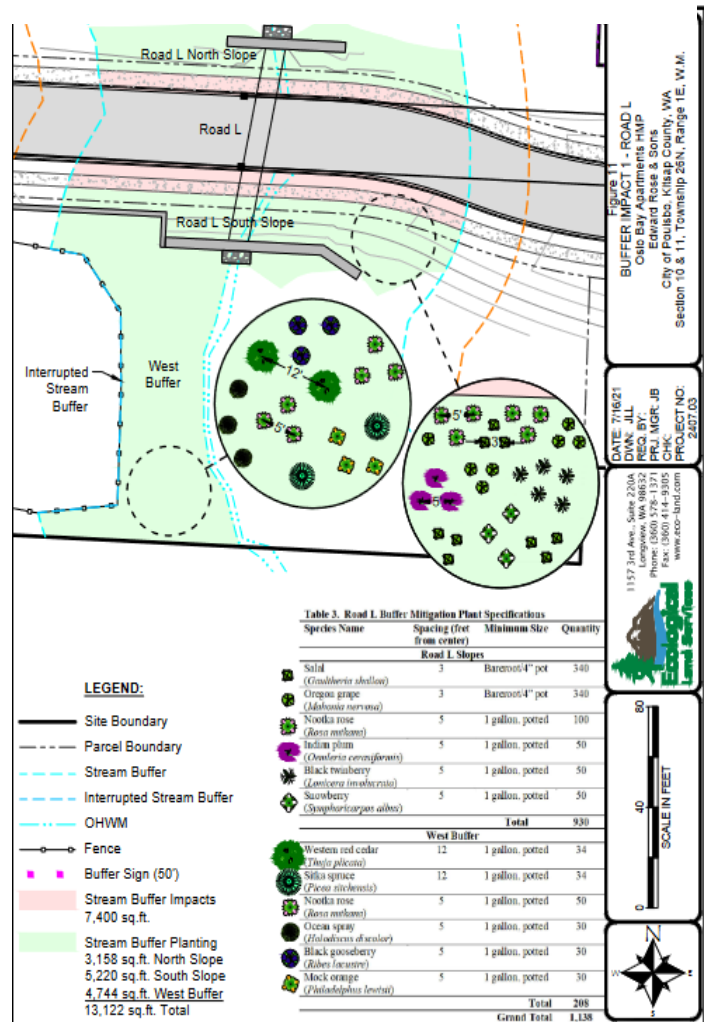 Road L North Slope
Road L
Road L South Slope
Interrupted
Stream
Buffer
West
Buffer
12'
5'
5'
3'
5'
Figure 11
BUFFER IMPACT 1 - ROAD L
Oslo Bay Apartments HMP
Edward Rose & Sons
City of Poulsbo, Kitsap County, WA
Section 10 & 11, Township 26N, Range 1E, W.M.
DATE: 7/16/21
DWN: JLL
REQ. BY:
PRJ. MGR: JB
CHK:
PROJECT NO:
2407.03
1157 3rd Ave., Suite 220A
Longview, WA 98632
Phone: (360) 578-1371
Fax: (360) 414-9305
www.eco-land.com
Ecological
Land Services
0 40 80
SCALE IN FEET
N
W E
S
LEGEND:
Site Boundary
Parcel Boundary
Stream Buffer
Interrupted Stream Buffer
OHWM
Fence
Buffer Sign (50')
Stream Buffer Impacts
7,400 sq.ft.
Stream Buffer Planting
3,158 sq.ft. North Slope
5,220 sq.ft. South Slope
4,744 sq.ft. West Buffer
13,122 sq.ft. Total
Table 3. Road L Buffer Mitigation Plant Specifications
Species Name Spacing (feet Minimum Size Quantity
from center)
Road L Slopes
Salal 3 Bareroot/4" pot 340
(Gaultheria shallon)
Oregon grape 3 Bareroot/4" pot 340
(Mahonia nervosa)
Nootka rose 5 1 gallon, potted 100
(Rosa nutkana)
Indian plum 5 1 gallon, potted 50
(Oemleria cerasiformis)
Black twinberry 5 1 gallon, potted 50
(Lonicera involucrata)
Snowberry 5 1 gallon, potted 50
(Symphoricarpos albus)
Total 930
West Buffer
Western red cedar 12 1 gallon, potted 34
(Thuja plicata)
Sitka spruce 12 1 gallon, potted 34
(Picea sitchensis)
Nootka rose 5 1 gallon, potted 50
(Rosa nutkana)
Ocean spray 5 1 gallon, potted 30
(Holodiscus discolor)
Black gooseberry 5 1 gallon, potted 30
(Ribes lacustre)
Mock orange 5 1 gallon, potted 30
(Philadelphus lewisii)
Total 208
Grand Total 1,138